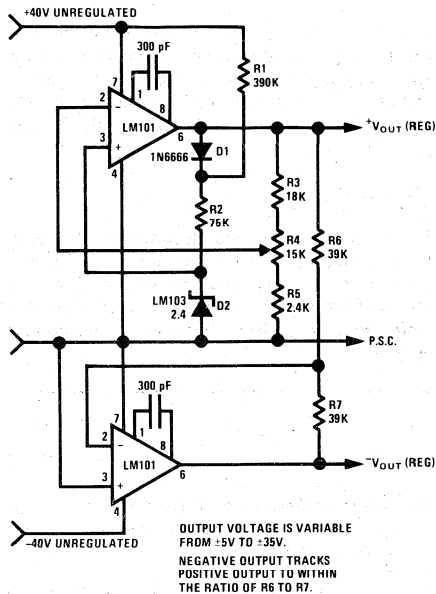 +40V UNREGULATED
300 pF
R1
390K
7
1
2
8
−
LM101
6
+VOUT (REG)
3
+
1N6666
D1
4
R3
18K
R2
75K
R4
15K
R6
39K
LM103
2.4
D2
R5
2.4K
P.S.C.
300 pF
7
1
R7
39K
2
8
−
LM101
6
−VOUT (REG)
3
+
4
−40V UNREGULATED
OUTPUT VOLTAGE IS VARIABLE
FROM ±5V TO ±35V.
NEGATIVE OUTPUT TRACKS
POSITIVE OUTPUT TO WITHIN
THE RATIO OF R6 TO R7.